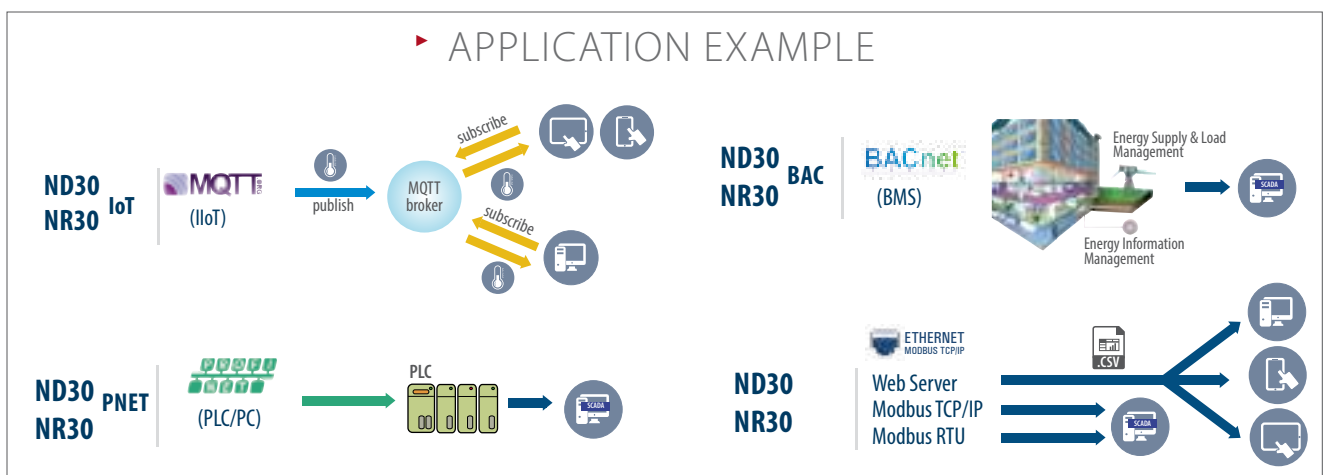 APPLICATION EXAMPLE
ND30
NR30
IoT
MQTT
.ORG
(IIoT)
publish
MQTT
broker
subscribe
subscribe
ND30
NR30
BAC
BACnet
(BMS)
Energy Supply & Load
Management
Energy Information
Management
SCADA
ND30
NR30
PNET
(PLC/PC)
PLC
SCADA
ND30
NR30
ETHERNET
MODBUS TCP/IP
Web Server
Modbus TCP/IP
Modbus RTU
.CSV
SCADA